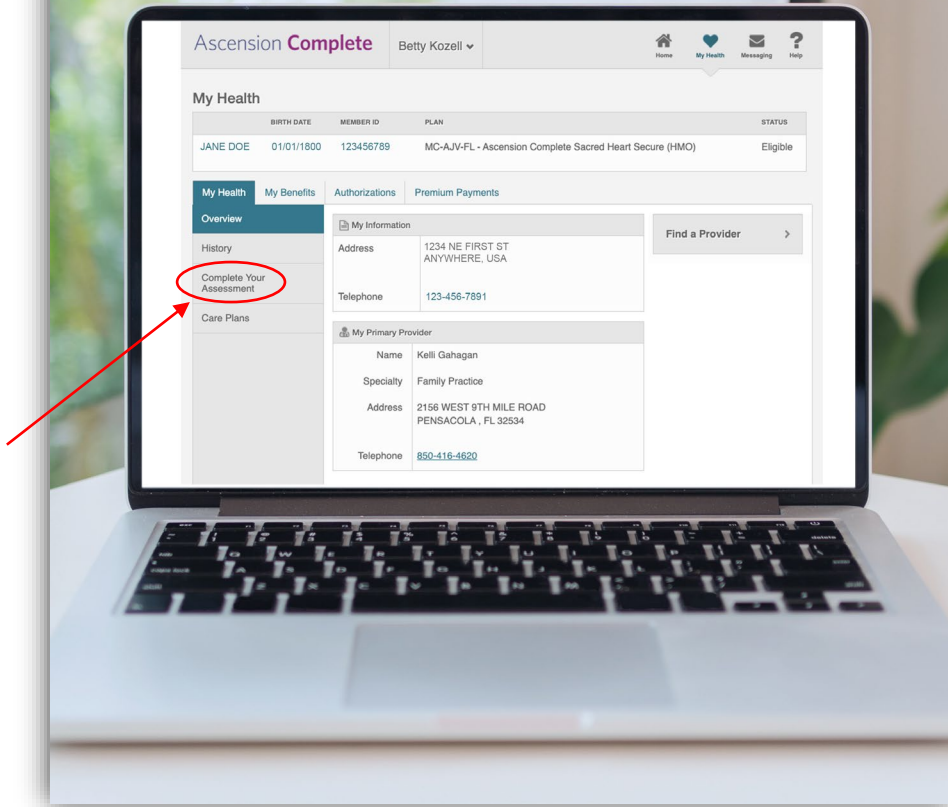 Ascension Complete
Betty Kozell
Home
My Health
Messaging
?
Help
My Health
BIRTH DATE MEMBER ID PLAN STATUS
JANE DOE 01/01/1800 123456789 MC-AJV-FL - Ascension Complete Sacred Heart Secure (HMO) Eligible
My Health My Benefits Authorizations Premium Payments
Overview
History
Complete Your
Assessment
Care Plans
My Information
Address 1234 NE FIRST ST
ANYWHERE, USA
Telephone 123-456-7891
My Primary Provider
Name Kelli Gahagan
Specialty Family Practice
Address 2156 WEST 9TH MILE ROAD
PENSACOLA , FL 32534
Telephone 850-416-4620
Find a Provider >